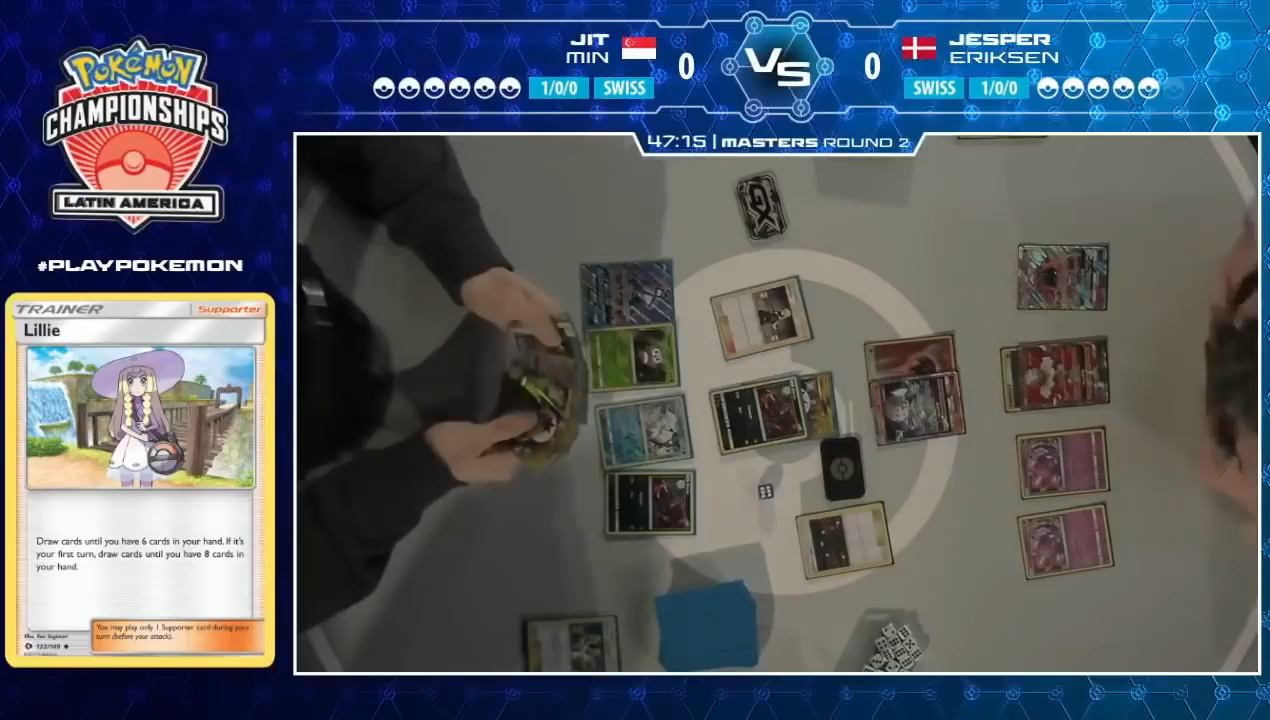 Pokémon
CHAMPIONSHIPS
LATIN AMERICA
#PLAYPOKEMON
JIT
MIN
0
VS
0
JESPER
ERIKSEN
1/0/0
SWISS
SWISS
1/0/0
47:15 | MASTERS ROUND 2
GX
TRAINER
Supporter
Lillie
Draw cards until you have 6 cards in your hand. If it's
your first turn, draw cards until you have 8 cards in
your hand.
You may play only 1 Supporter card during your
turn (before your attack).
122/149